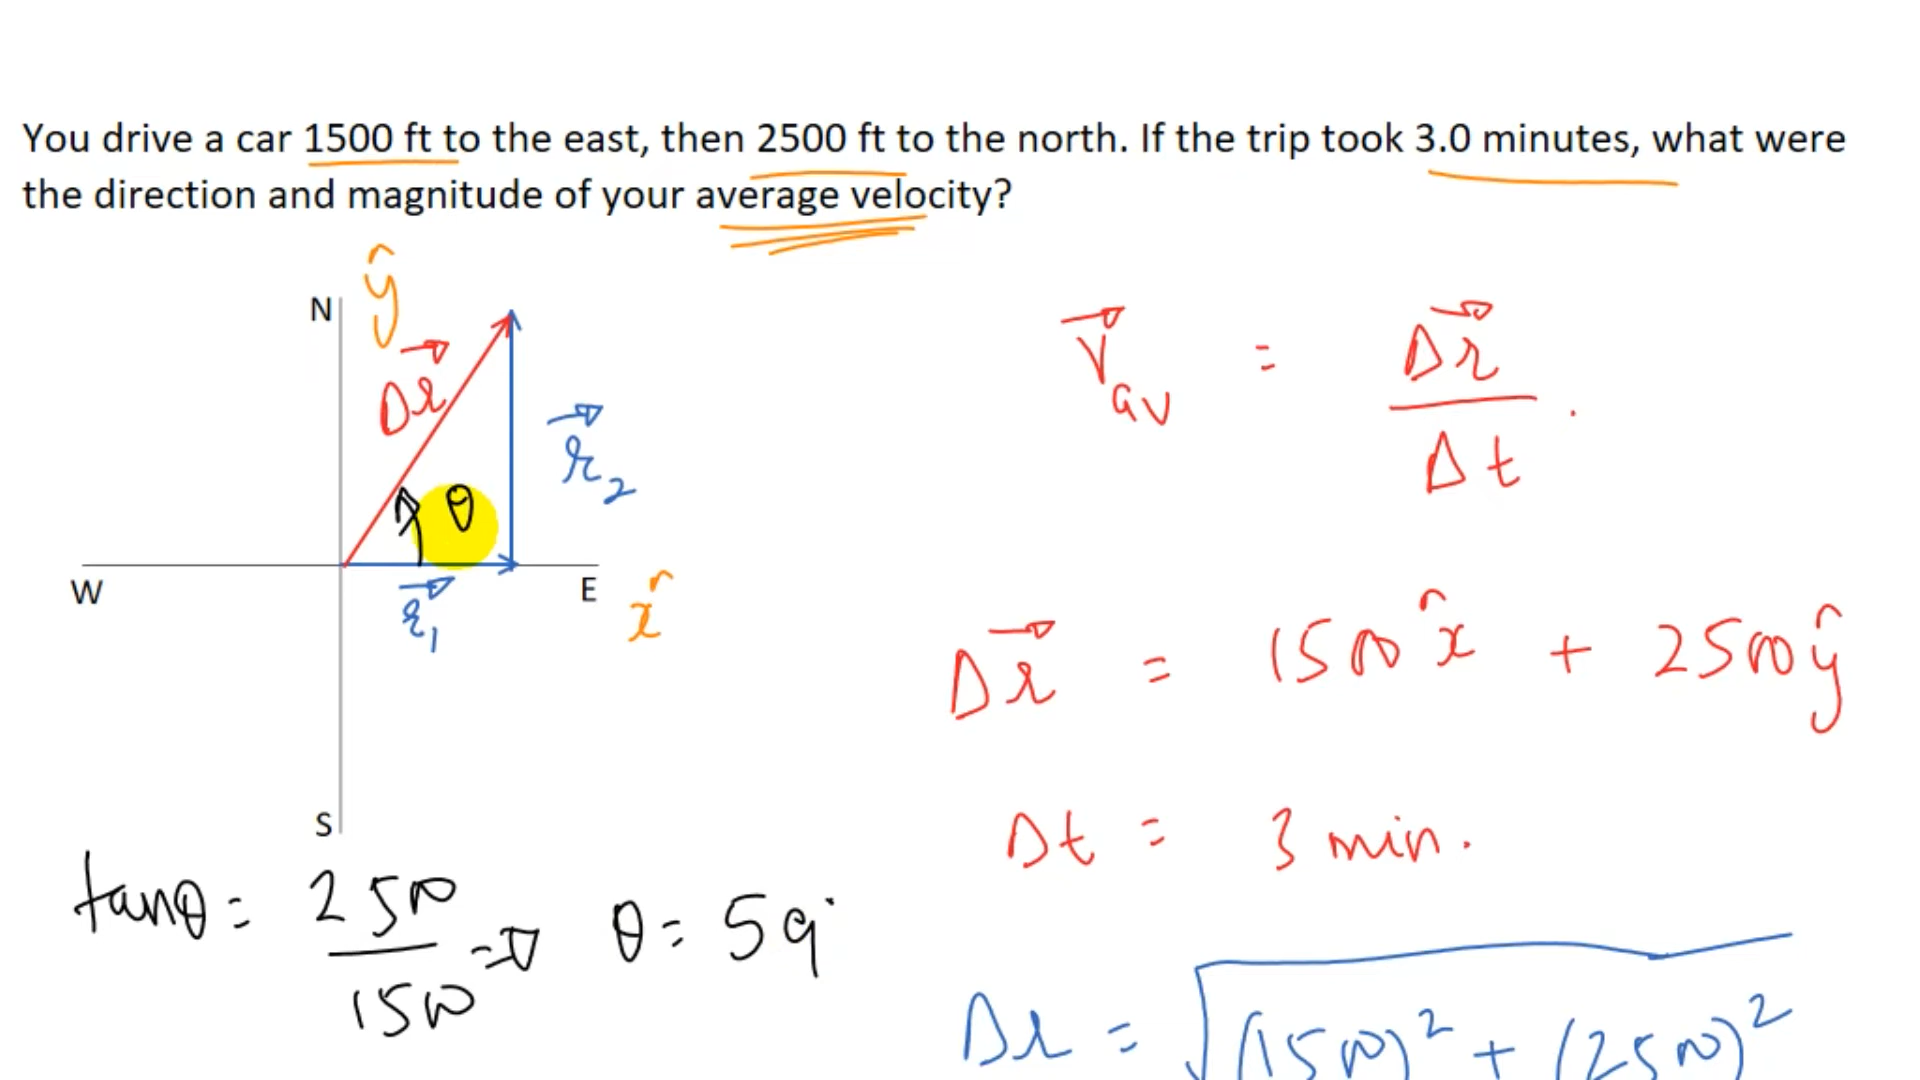 You drive a car 1500 ft to the east, then 2500 ft to the north. If the trip took 3.0 minutes, what were
the direction and magnitude of your average velocity?
N
ŷ
Δr⃗
r⃗₂
θ
W
E
x̂
r⃗₁
S
v⃗av = Δr⃗ / Δt .
Δr⃗ = 1500 x̂ + 2500 ŷ
Δt = 3 min.
tanθ = 2500 / 1500 ⇒ θ = 59°
Δr = √(1500)² + (2500)²